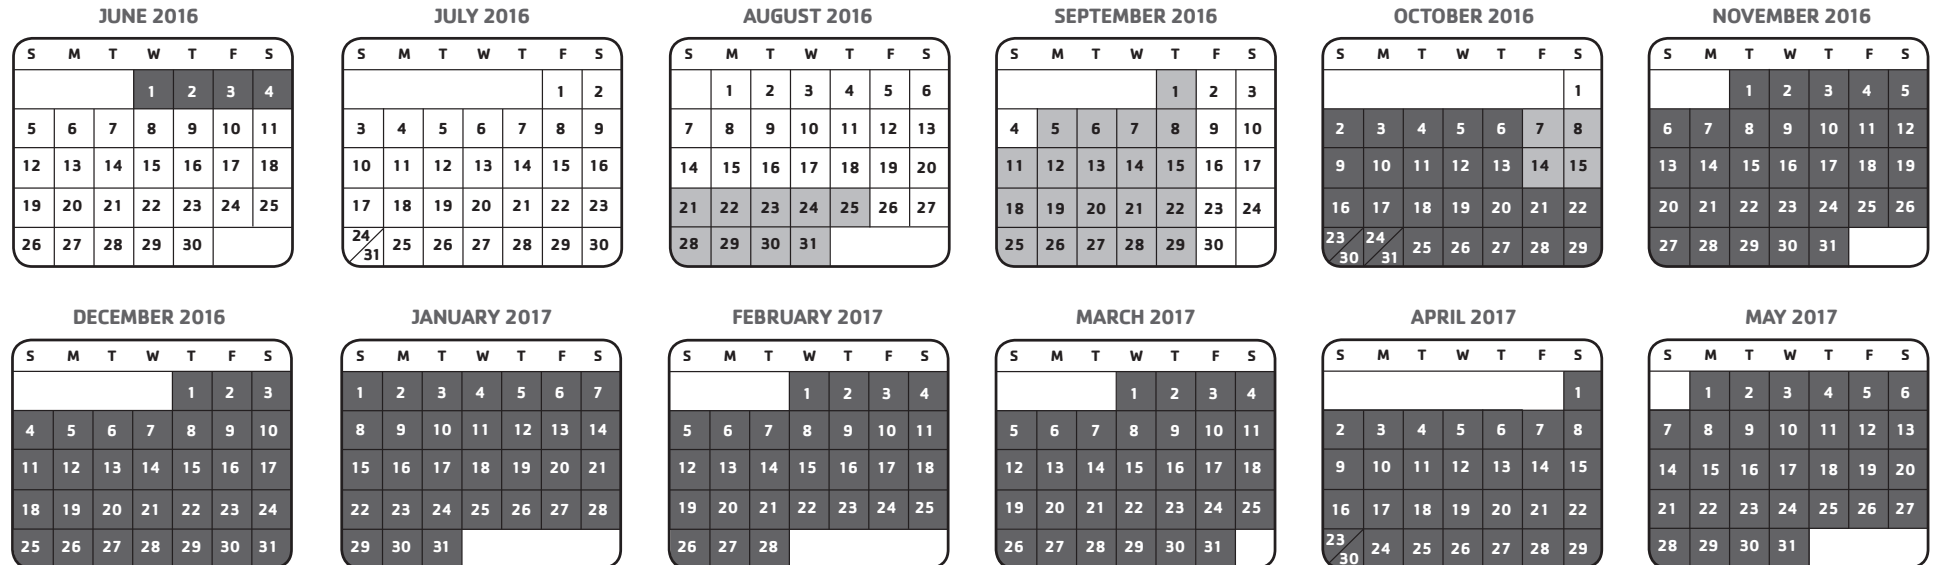 JUNE 2016
S M T W T F S
1 2 3 4
5 6 7 8 9 10 11
12 13 14 15 16 17 18
19 20 21 22 23 24 25
26 27 28 29 30
JULY 2016
S M T W T F S
1 2
3 4 5 6 7 8 9
10 11 12 13 14 15 16
17 18 19 20 21 22 23
24/31 25 26 27 28 29 30
AUGUST 2016
S M T W T F S
1 2 3 4 5 6
7 8 9 10 11 12 13
14 15 16 17 18 19 20
21 22 23 24 25 26 27
28 29 30 31
SEPTEMBER 2016
S M T W T F S
1 2 3
4 5 6 7 8 9 10
11 12 13 14 15 16 17
18 19 20 21 22 23 24
25 26 27 28 29 30
OCTOBER 2016
S M T W T F S
1
2 3 4 5 6 7 8
9 10 11 12 13 14 15
16 17 18 19 20 21 22
23/30 24/31 25 26 27 28 29
NOVEMBER 2016
S M T W T F S
1 2 3 4 5
6 7 8 9 10 11 12
13 14 15 16 17 18 19
20 21 22 23 24 25 26
27 28 29 30 31
DECEMBER 2016
S M T W T F S
1 2 3
4 5 6 7 8 9 10
11 12 13 14 15 16 17
18 19 20 21 22 23 24
25 26 27 28 29 30 31
JANUARY 2017
S M T W T F S
1 2 3 4 5 6 7
8 9 10 11 12 13 14
15 16 17 18 19 20 21
22 23 24 25 26 27 28
29 30 31
FEBRUARY 2017
S M T W T F S
1 2 3 4
5 6 7 8 9 10 11
12 13 14 15 16 17 18
19 20 21 22 23 24 25
26 27 28
MARCH 2017
S M T W T F S
1 2 3 4
5 6 7 8 9 10 11
12 13 14 15 16 17 18
19 20 21 22 23 24 25
26 27 28 29 30 31
APRIL 2017
S M T W T F S
1
2 3 4 5 6 7 8
9 10 11 12 13 14 15
16 17 18 19 20 21 22
23/30 24 25 26 27 28 29
MAY 2017
S M T W T F S
1 2 3 4 5 6
7 8 9 10 11 12 13
14 15 16 17 18 19 20
21 22 23 24 25 26 27
28 29 30 31